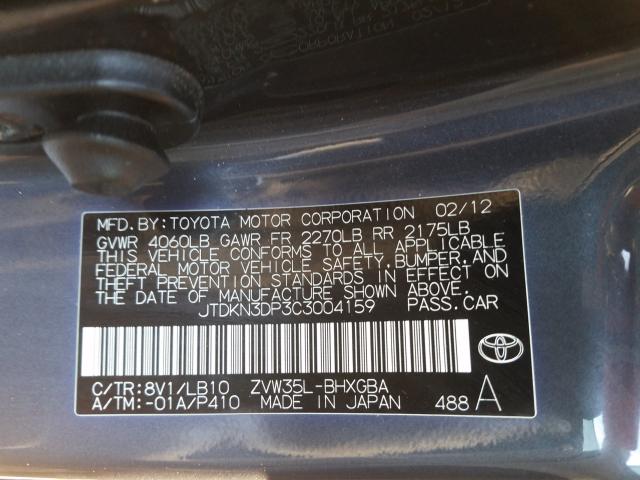 MFD. BY: TOYOTA MOTOR CORPORATION 02/12
GVWR 4060LB GAWR FR 2270LB RR 2175LB
THIS VEHICLE CONFORMS TO ALL APPLICABLE
FEDERAL MOTOR VEHICLE SAFETY, BUMPER, AND
THEFT PREVENTION STANDARDS IN EFFECT ON
THE DATE OF MANUFACTURE SHOWN ABOVE.
JTDKN3DP3C3004159 PASS. CAR
C/TR: 8V1/LB10 ZVW35L-BHXGBA
A/TM: -01A/P410 MADE IN JAPAN 488 A